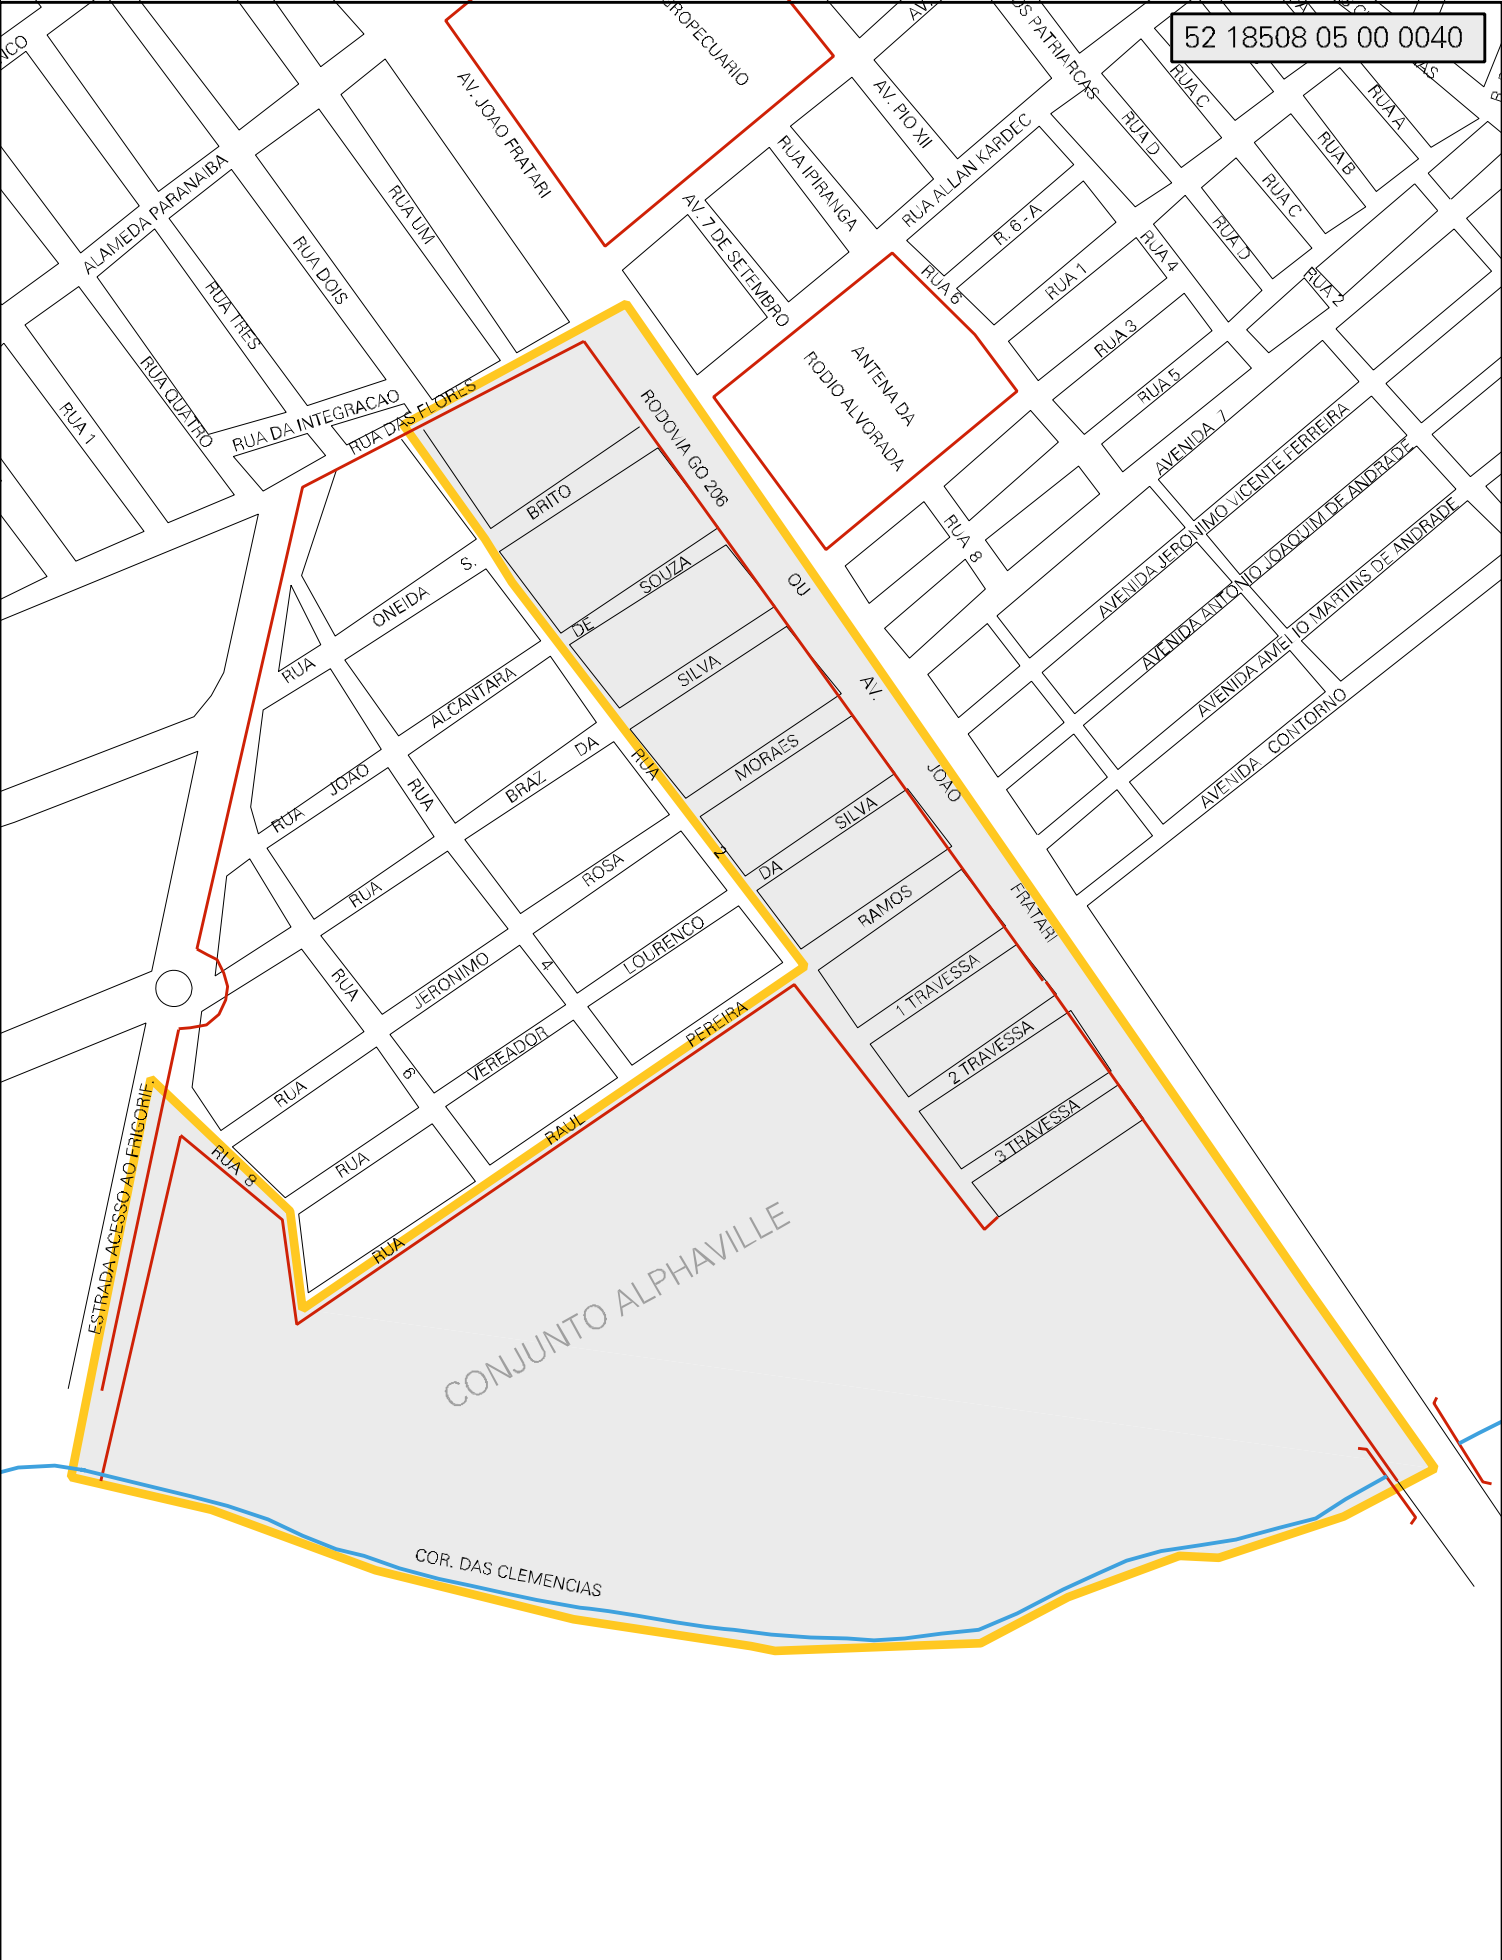 52 18508 05 00 0040
AV. JOAO FRATARI
ALAMEDA PARANAIBA
RUA UM
RUA DOIS
RUA TRES
RUA QUATRO
RUA 1
RUA DA INTEGRACAO
RUA DAS FLORES
AV. PIO XII
RUA IPIRANGA
AV. 7 DE SETEMBRO
RUA ALLAN KARDEC
R. 6 - A
RUA 6
RUA 1
RUA 3
RUA 5
RUA 4
RUA C
RUA D
RUA A
RUA B
RUA C
RUA D
RUA 2
AVENIDA 7
AVENIDA JERONIMO VICENTE FERREIRA
AVENIDA ANTONIO JOAQUIM DE ANDRADE
AVENIDA AMELIO MARTINS DE ANDRADE
AVENIDA CONTORNO
RUA 8
ANTENA DA
RODIO ALVORADA
RODOVIA GO 206
OU
AV.
JOAO
FRATARI
RUA ONEIDA S. BRITO
RUA JOAO ALCANTARA DE SOUZA
RUA BRAZ DA SILVA
RUA JERONIMO ROSA MORAES
RUA VEREADOR LOURENCO DA SILVA
RUA RAUL PEREIRA RAMOS
1 TRAVESSA
2 TRAVESSA
3 TRAVESSA
RUA 2
RUA 4
RUA 6
RUA 8
ESTRADA ACESSO AO FRIGORIF.
CONJUNTO ALPHAVILLE
COR. DAS CLEMENCIAS